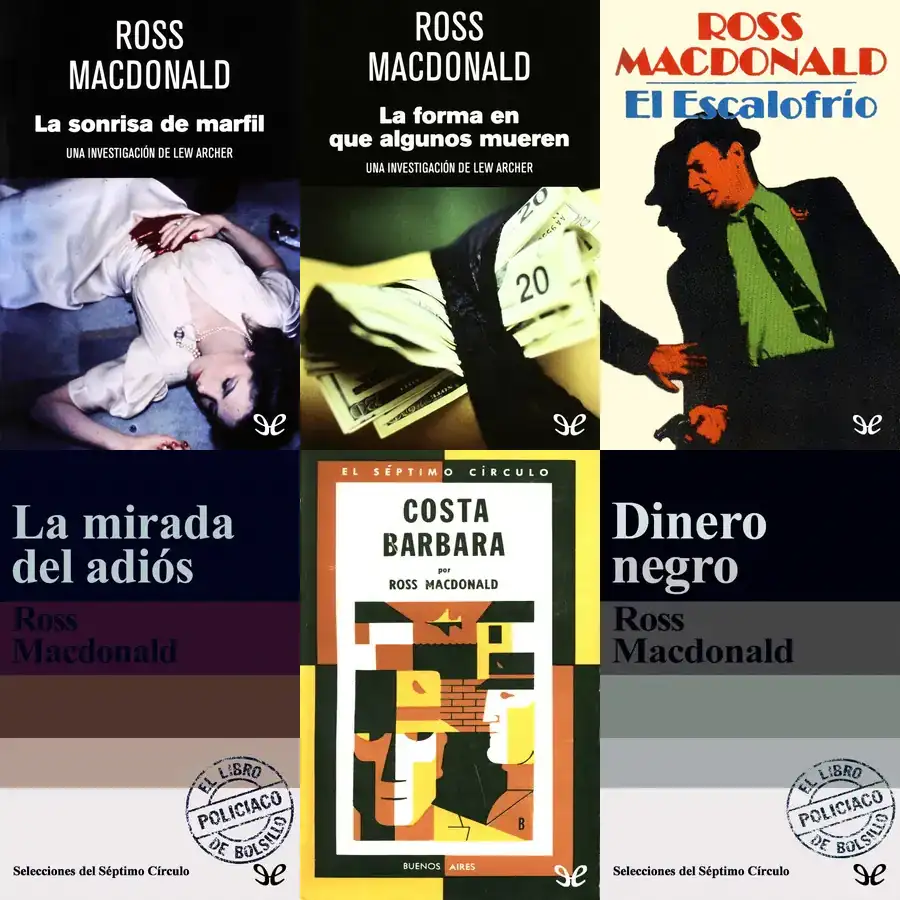 ROSS
MACDONALD
La sonrisa de marfil
UNA INVESTIGACIÓN DE LEW ARCHER
ROSS
MACDONALD
La forma en
que algunos mueren
UNA INVESTIGACIÓN DE LEW ARCHER
20
20
ROSS
MACDONALD
El Escalofrío
La mirada
del adiós
Ross
Macdonald
EL LIBRO
POLICIACO
DE BOLSILLO
Selecciones del Séptimo Círculo
EL SÉPTIMO CÍRCULO
COSTA
BARBARA
por
ROSS MACDONALD
B
BUENOS AIRES
Dinero
negro
Ross
Macdonald
EL LIBRO
POLICIACO
DE BOLSILLO
Selecciones del Séptimo Círculo